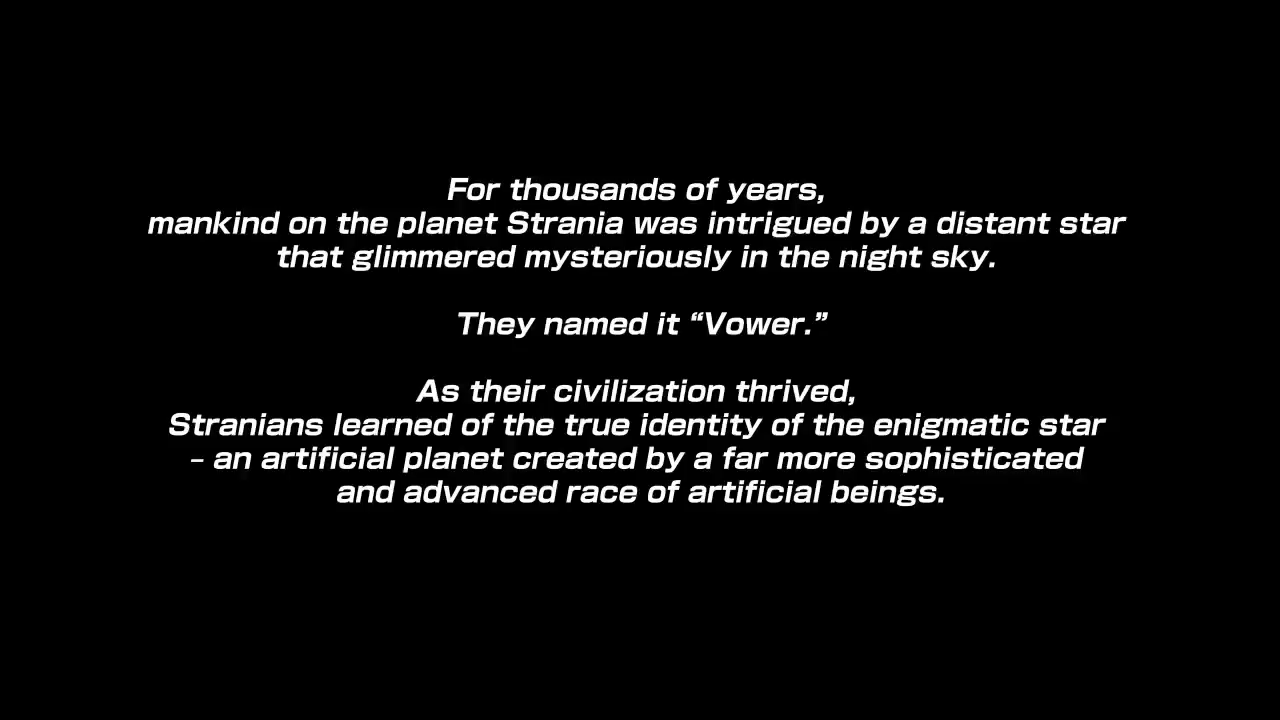 For thousands of years,
mankind on the planet Strania was intrigued by a distant star
that glimmered mysteriously in the night sky.
They named it “Vower.”
As their civilization thrived,
Stranians learned of the true identity of the enigmatic star
– an artificial planet created by a far more sophisticated
and advanced race of artificial beings.